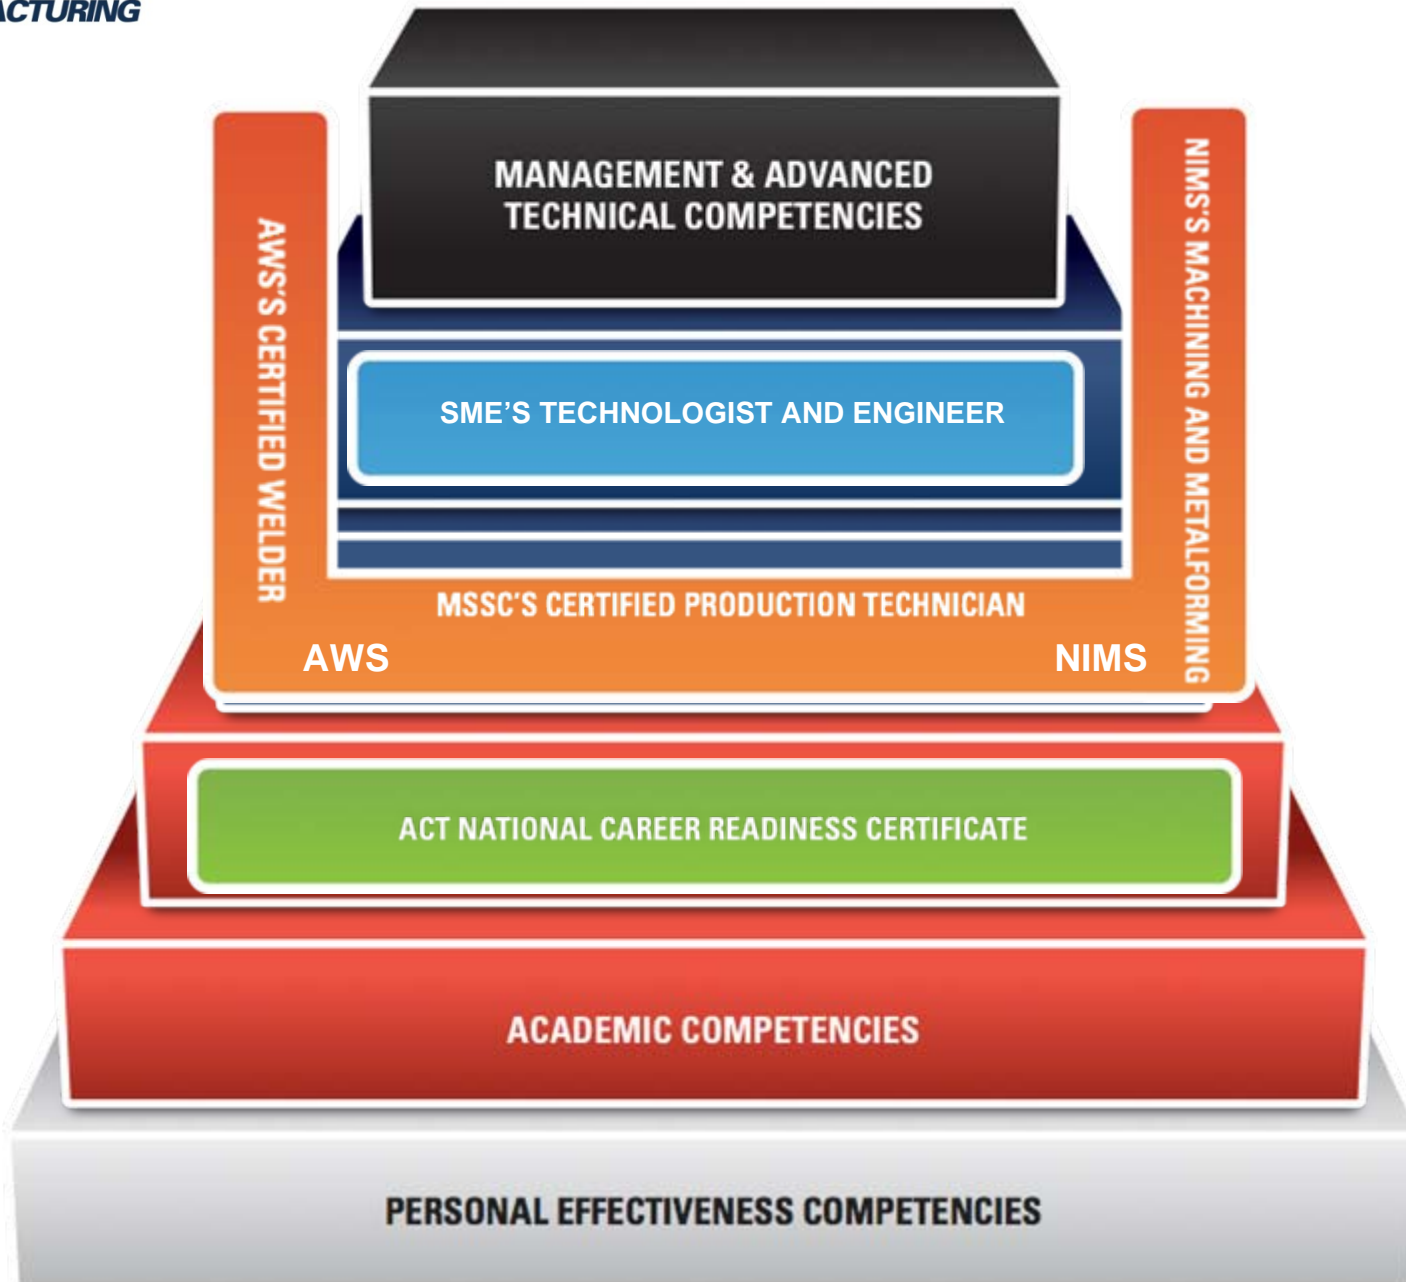 MANAGEMENT & ADVANCED
TECHNICAL COMPETENCIES
AWS'S CERTIFIED WELDER
NIMS'S MACHINING AND METALFORMING
SME'S TECHNOLOGIST AND ENGINEER
MSSC'S CERTIFIED PRODUCTION TECHNICIAN
AWS
NIMS
ACT NATIONAL CAREER READINESS CERTIFICATE
ACADEMIC COMPETENCIES
PERSONAL EFFECTIVENESS COMPETENCIES